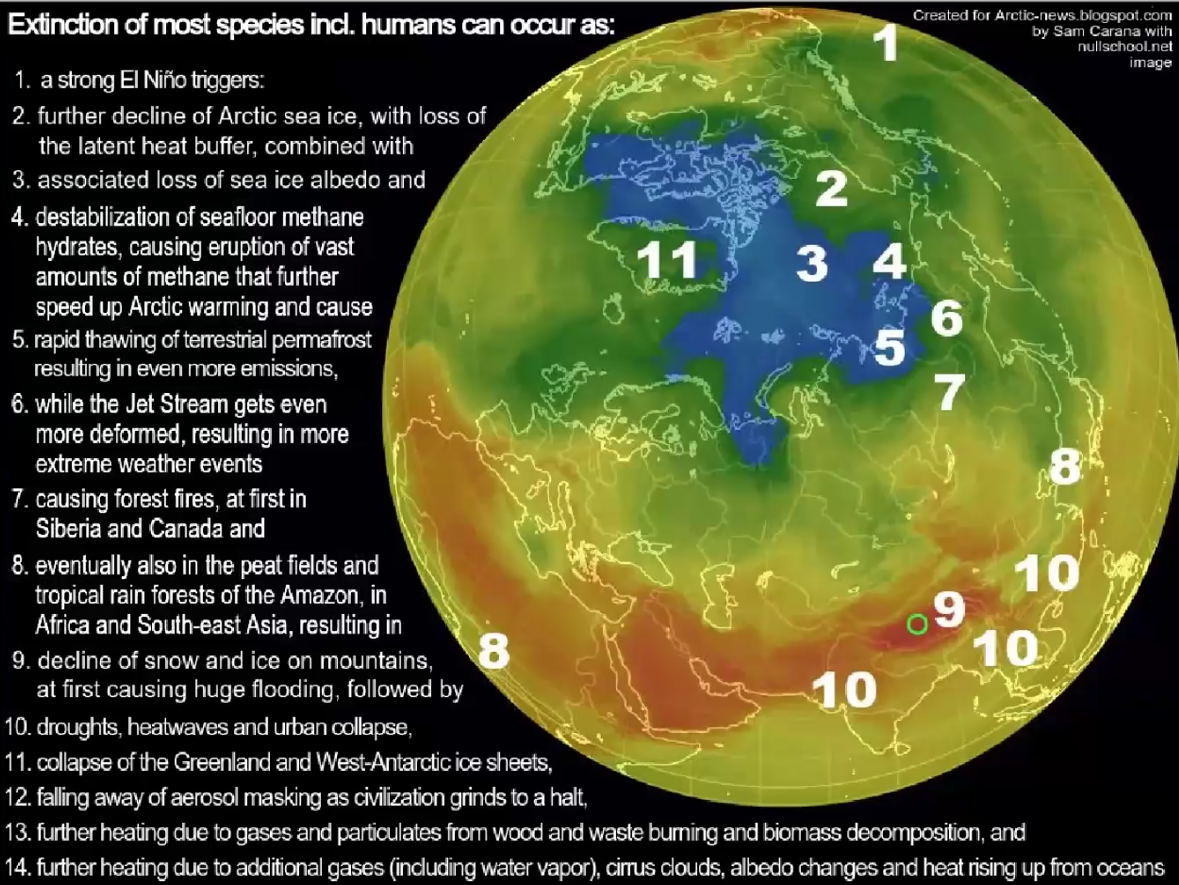 Extinction of most species incl. humans can occur as:
Created for Arctic-news.blogspot.com
by Sam Carana with
nullschool.net
image
1. a strong El Niño triggers:
2. further decline of Arctic sea ice, with loss of
the latent heat buffer, combined with
3. associated loss of sea ice albedo and
4. destabilization of seafloor methane
hydrates, causing eruption of vast
amounts of methane that further
speed up Arctic warming and cause
5. rapid thawing of terrestrial permafrost
resulting in even more emissions,
6. while the Jet Stream gets even
more deformed, resulting in more
extreme weather events
7. causing forest fires, at first in
Siberia and Canada and
8. eventually also in the peat fields and
tropical rain forests of the Amazon, in
Africa and South-east Asia, resulting in
9. decline of snow and ice on mountains,
at first causing huge flooding, followed by
10. droughts, heatwaves and urban collapse,
11. collapse of the Greenland and West-Antarctic ice sheets,
12. falling away of aerosol masking as civilization grinds to a halt,
13. further heating due to gases and particulates from wood and waste burning and biomass decomposition, and
14. further heating due to additional gases (including water vapor), cirrus clouds, albedo changes and heat rising up from oceans
1
2
11
3
4
6
5
7
8
10
9
8
10
10